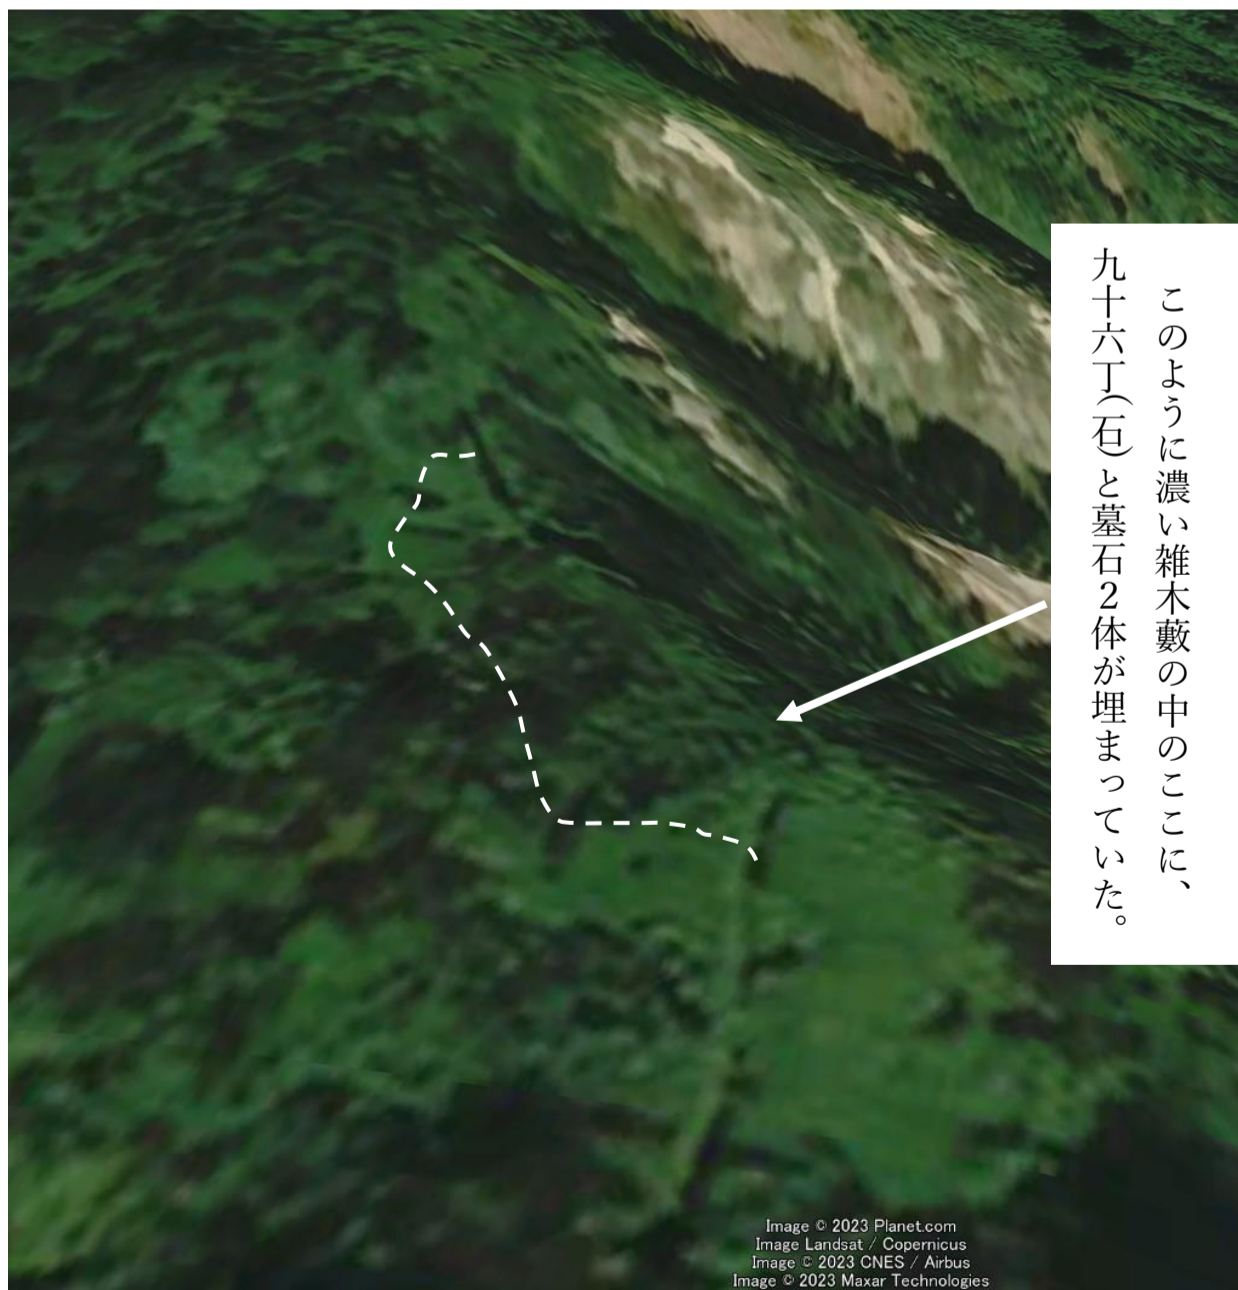 このように濃い雑木藪の中のここに、
九十六丁(石)と墓石2体が埋まっていた。
Image © 2023 Planet.com
Image Landsat / Copernicus
Image © 2023 CNES / Airbus
Image © 2023 Maxar Technologies